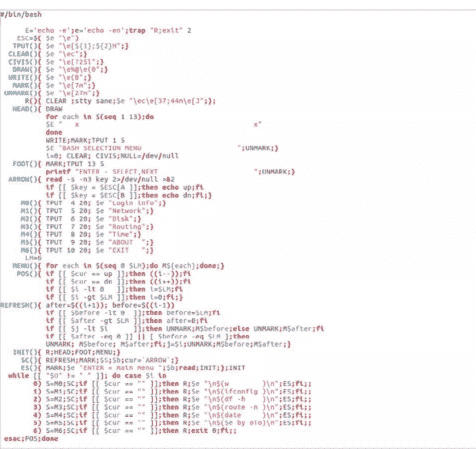 #/bin/bash
E='echo -e';e='echo -en';trap "R;exit" 2
ESC=$( $e "\e")
TPUT(){ $e "\e[${1};${2}H";}
CLEAR(){ $e "\ec";}
CIVIS(){ $e "\e[?25l";}
DRAW(){ $e "\e%@\e(0";}
WRITE(){ $e "\e(B";}
MARK(){ $e "\e[7m";}
UNMARK(){ $e "\e[27m";}
R(){ CLEAR ;stty sane;$e "\ec\e[37;44m\e[J";};
HEAD(){ DRAW
for each in $(seq 1 13);do
$E " x x"
done
WRITE;MARK;TPUT 1 5
$E "BASH SELECTION MENU ";UNMARK;}
i=0; CLEAR; CIVIS;NULL=/dev/null
FOOT(){ MARK;TPUT 13 5
printf "ENTER - SELECT,NEXT ";UNMARK;}
ARROW(){ read -s -n3 key 2>/dev/null >&2
if [[ $key = $ESC[A ]];then echo up;fi
if [[ $key = $ESC[B ]];then echo dn;fi;}
M0(){ TPUT 4 20; $e "Login info";}
M1(){ TPUT 5 20; $e "Network";}
M2(){ TPUT 6 20; $e "Disk";}
M3(){ TPUT 7 20; $e "Routing";}
M4(){ TPUT 8 20; $e "Time";}
M5(){ TPUT 9 20; $e "ABOUT ";}
M6(){ TPUT 10 20; $e "EXIT ";}
LM=6
MENU(){ for each in $(seq 0 $LM);do M${each};done;}
POS(){ if [[ $cur == up ]];then ((i--));fi
if [[ $cur == dn ]];then ((i++));fi
if [[ $i -lt 0 ]];then i=$LM;fi
if [[ $i -gt $LM ]];then i=0;fi;}
REFRESH(){ after=$((i+1)); before=$((i-1))
if [[ $before -lt 0 ]];then before=$LM;fi
if [[ $after -gt $LM ]];then after=0;fi
if [[ $j -lt $i ]];then UNMARK;M$before;else UNMARK;M$after;fi
if [[ $after -eq 0 ]] || [ $before -eq $LM ];then
UNMARK; M$before; M$after;fi;j=$i;UNMARK;M$before;M$after;}
INIT(){ R;HEAD;FOOT;MENU;}
SC(){ REFRESH;MARK;$S;$b;cur=`ARROW`;}
ES(){ MARK;$e "ENTER = main menu ";$b;read;INIT;};INIT
while [[ "$O" != " " ]]; do case $i in
0) S=M0;SC;if [[ $cur == "" ]];then R;$e "\n$(w )\n";ES;fi;;
1) S=M1;SC;if [[ $cur == "" ]];then R;$e "\n$(ifconfig )\n";ES;fi;;
2) S=M2;SC;if [[ $cur == "" ]];then R;$e "\n$(df -h )\n";ES;fi;;
3) S=M3;SC;if [[ $cur == "" ]];then R;$e "\n$(route -n )\n";ES;fi;;
4) S=M4;SC;if [[ $cur == "" ]];then R;$e "\n$(date )\n";ES;fi;;
5) S=M5;SC;if [[ $cur == "" ]];then R;$e "\n$($e by oTo)\n";ES;fi;;
6) S=M6;SC;if [[ $cur == "" ]];then R;exit 0;fi;;
esac;POS;done